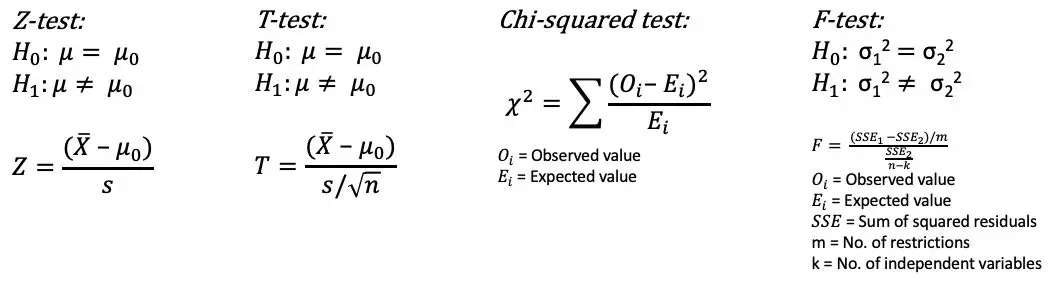 Z-test:
H₀: μ = μ₀
H₁: μ ≠ μ₀
Z = (X̄ – μ₀) / s
T-test:
H₀: μ = μ₀
H₁: μ ≠ μ₀
T = (X̄ – μ₀) / s/√n
Chi-squared test:
χ² = ∑ (Oᵢ – Eᵢ)² / Eᵢ
Oᵢ = Observed value
Eᵢ = Expected value
F-test:
H₀: σ₁² = σ₂²
H₁: σ₁² ≠ σ₂²
F = (SSE₁ – SSE₂)/m / SSE₂ / n–k
Oᵢ = Observed value
Eᵢ = Expected value
SSE = Sum of squared residuals
m = No. of restrictions
k = No. of independent variables